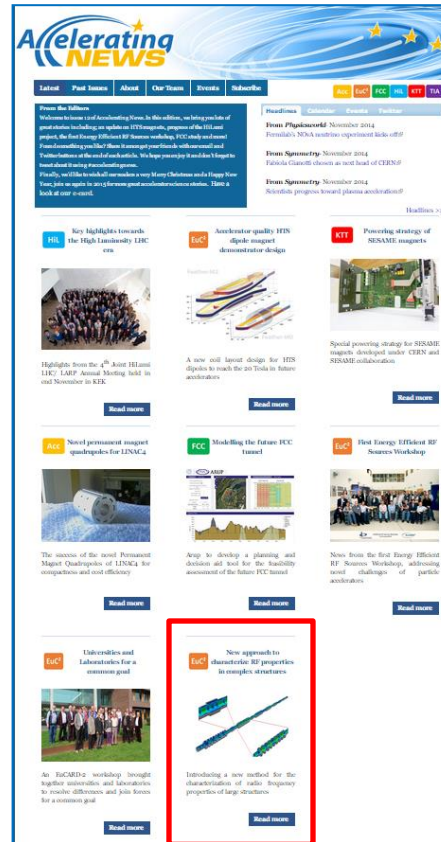 Accelerating
NEWS
Latest Past Issues About Our Team Events Subscribe
Acc EuC² FCC HiL KTT TIA
From the Editors
Welcome to issue 12 of Accelerating News. In this edition, we bring you lots of
great stories including; an update on HTS magnets, progress of the HiLumi
project, the first Energy Efficient RF Sources workshop, FCC study and more!
Found something you like? Share it amongst your friends with our email and
Twitter buttons at the end of each article. We hope you enjoy it and don't forget to
tweet about it using #acceleratingnews.
Finally, we'd like to wish all our readers a very Merry Christmas and a Happy New
Year, join us again in 2015 for more great accelerator science stories. Have a
look at our e-card.
Headlines Calendar Events Twitter
From Physicsworld- November 2014
Fermilab's NOvA neutrino experiment kicks off
From Symmetry- November 2014
Fabiola Gianotti chosen as next head of CERN
From Symmetry- November 2014
Scientists progress toward plasma acceleration
Headlines >
HiL
Key highlights towards
the High Luminosity LHC
era
Highlights from the 4th Joint HiLumi
LHC/ LARP Annual Meeting held in
end November in KEK
Read more
EuC²
Accelerator quality HTS
dipole magnet
demonstrator design
A new coil layout design for HTS
dipoles to reach the 20 Tesla in future
accelerators
Read more
KTT
Powering strategy of
SESAME magnets
Special powering strategy for SESAME
magnets developed under CERN and
SESAME collaboration
Read more
Acc
Novel permanent magnet
quadrupoles for LINAC4
The success of the novel Permanent
Magnet Quadrupoles of LINAC4 for
compactness and cost efficiency
Read more
FCC
Modelling the future FCC
tunnel
ARUP
Arup to develop a planning and
decision aid tool for the feasibility
assessment of the future FCC tunnel
Read more
EuC²
First Energy Efficient RF
Sources Workshop
News from the first Energy Efficient
RF Sources Workshop, addressing
novel challenges of particle
accelerators
Read more
EuC²
Universities and
Laboratories for a
common goal
An EuCARD-2 workshop brought
together universities and laboratories
to resolve differences and join forces
for a common goal
Read more
EuC²
New approach to
characterize RF properties
in complex structures
Introducing a new method for the
characterization of radio frequency
properties of large structures
Read more